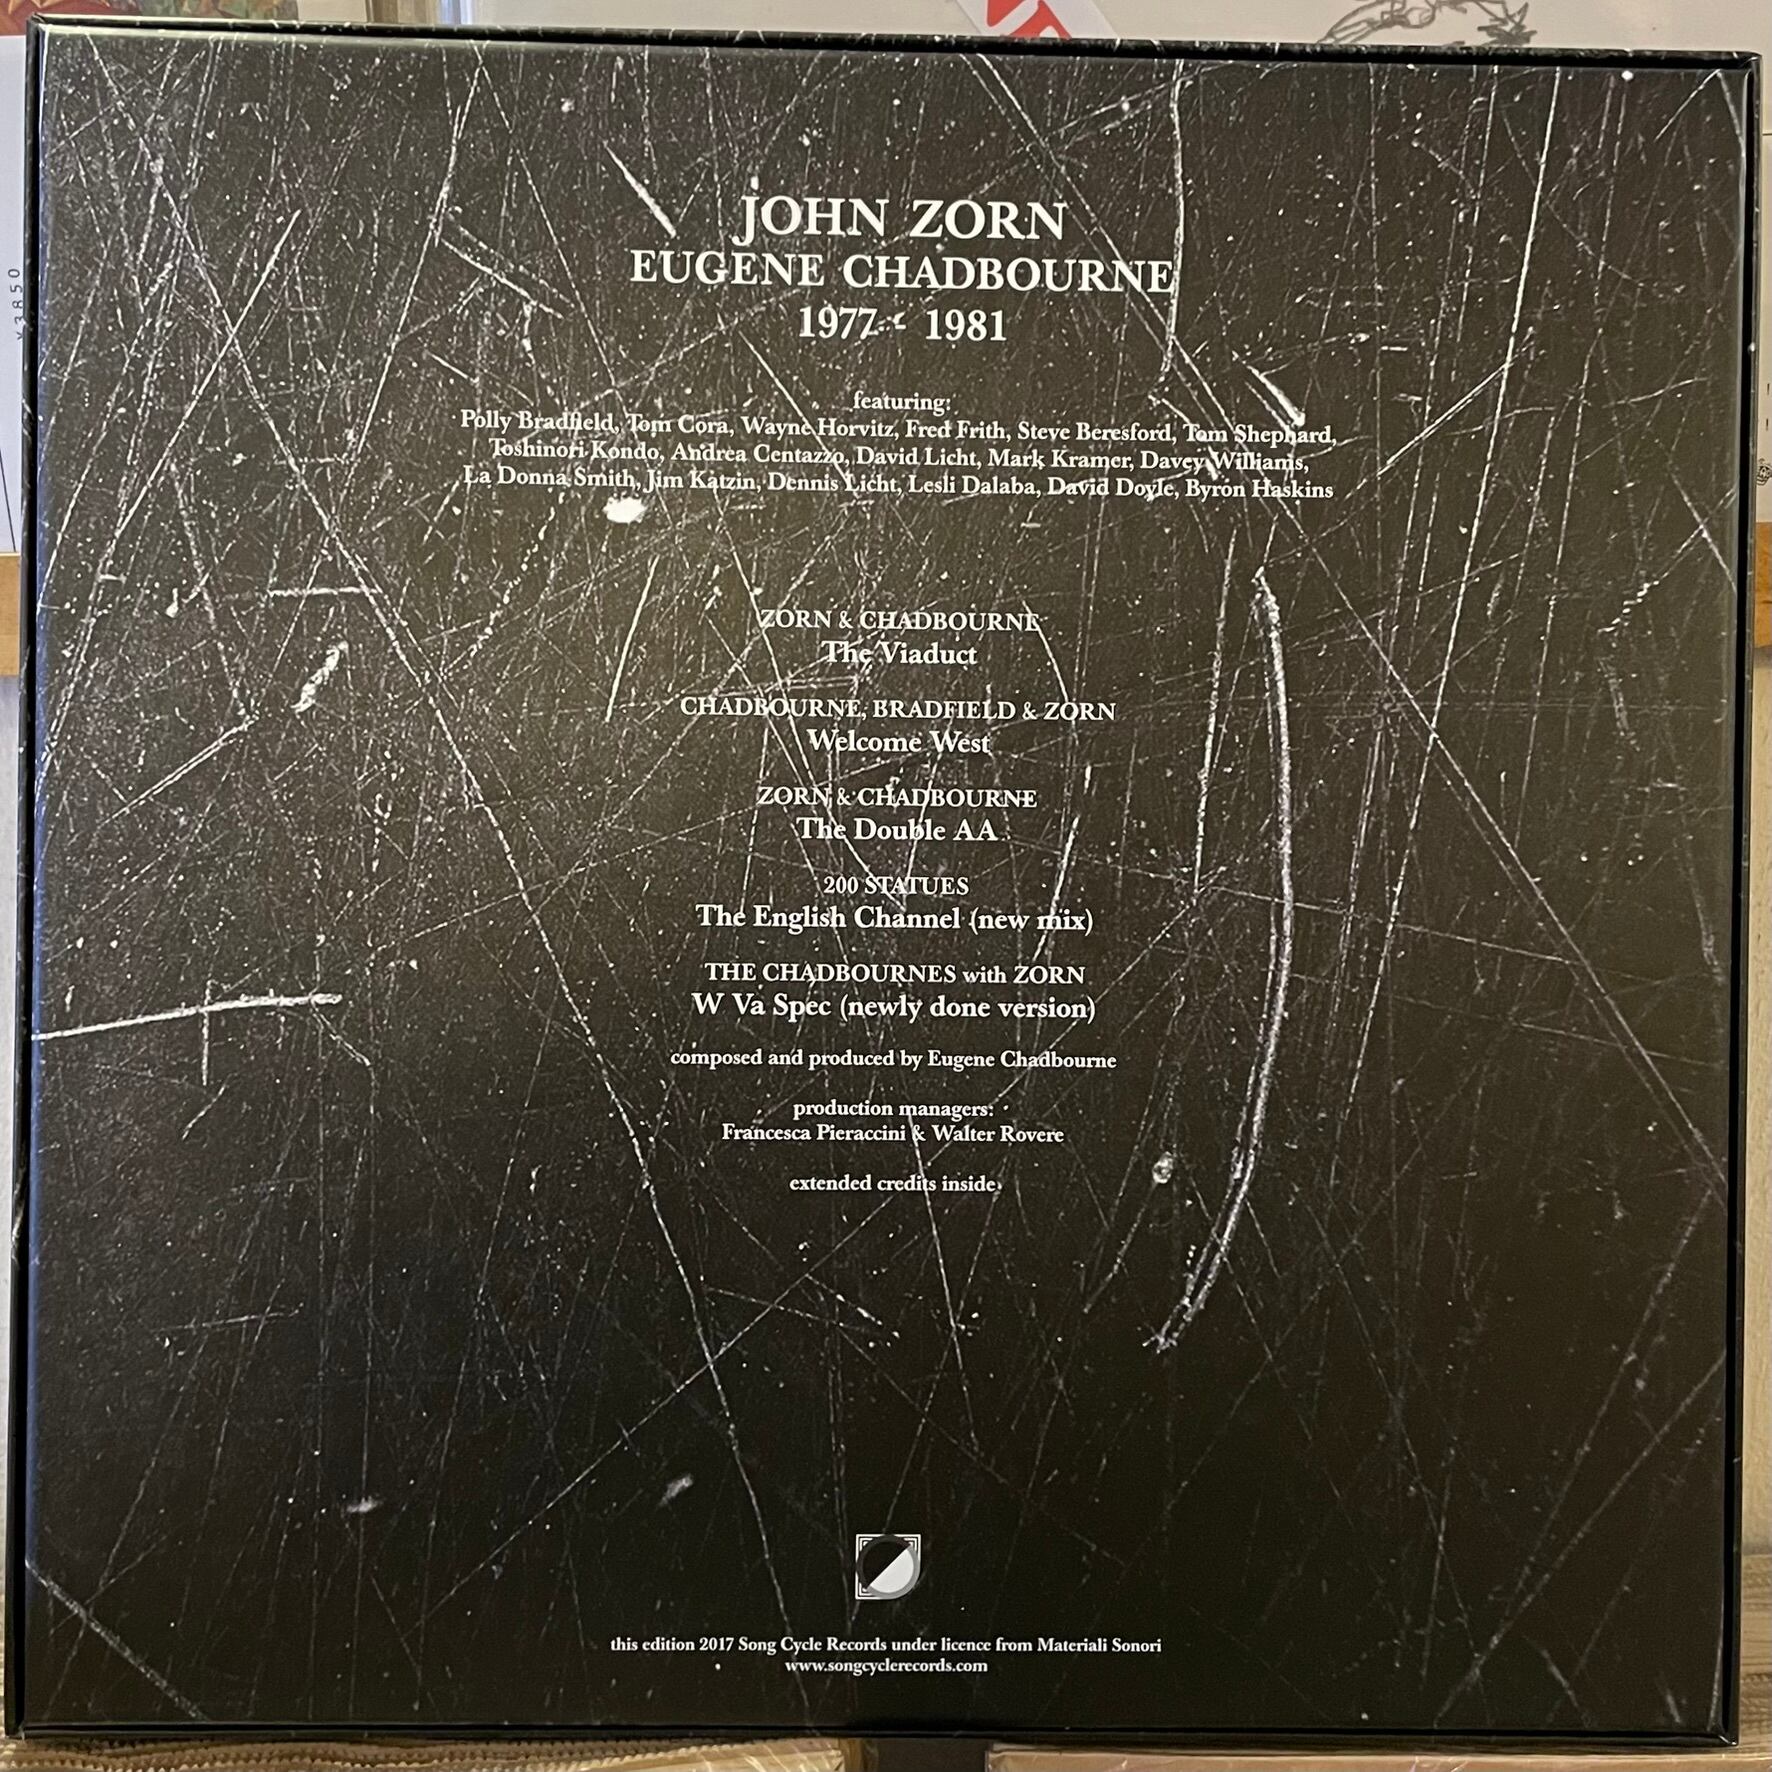 JOHN ZORN
EUGENE CHADBOURNE
1977 - 1981
featuring:
Polly Bradfield, Tom Cora, Wayne Horvitz, Fred Frith, Steve Beresford, Tom Shephard,
Toshinori Kondo, Andrea Centazzo, David Licht, Mark Kramer, Davey Williams,
La Donna Smith, Jim Katzin, Dennis Licht, Lesli Dalaba, David Doyle, Byron Haskins
ZORN & CHADBOURNE
The Viaduct
CHADBOURNE, BRADFIELD & ZORN
Welcome West
ZORN & CHADBOURNE
The Double AA
200 STATUES
The English Channel (new mix)
THE CHADBOURNES with ZORN
W Va Spec (newly done version)
composed and produced by Eugene Chadbourne
production managers:
Francesca Pieraccini & Walter Rovere
extended credits inside
this edition 2017 Song Cycle Records under licence from Materiali Sonori
www.songcyclerecords.com